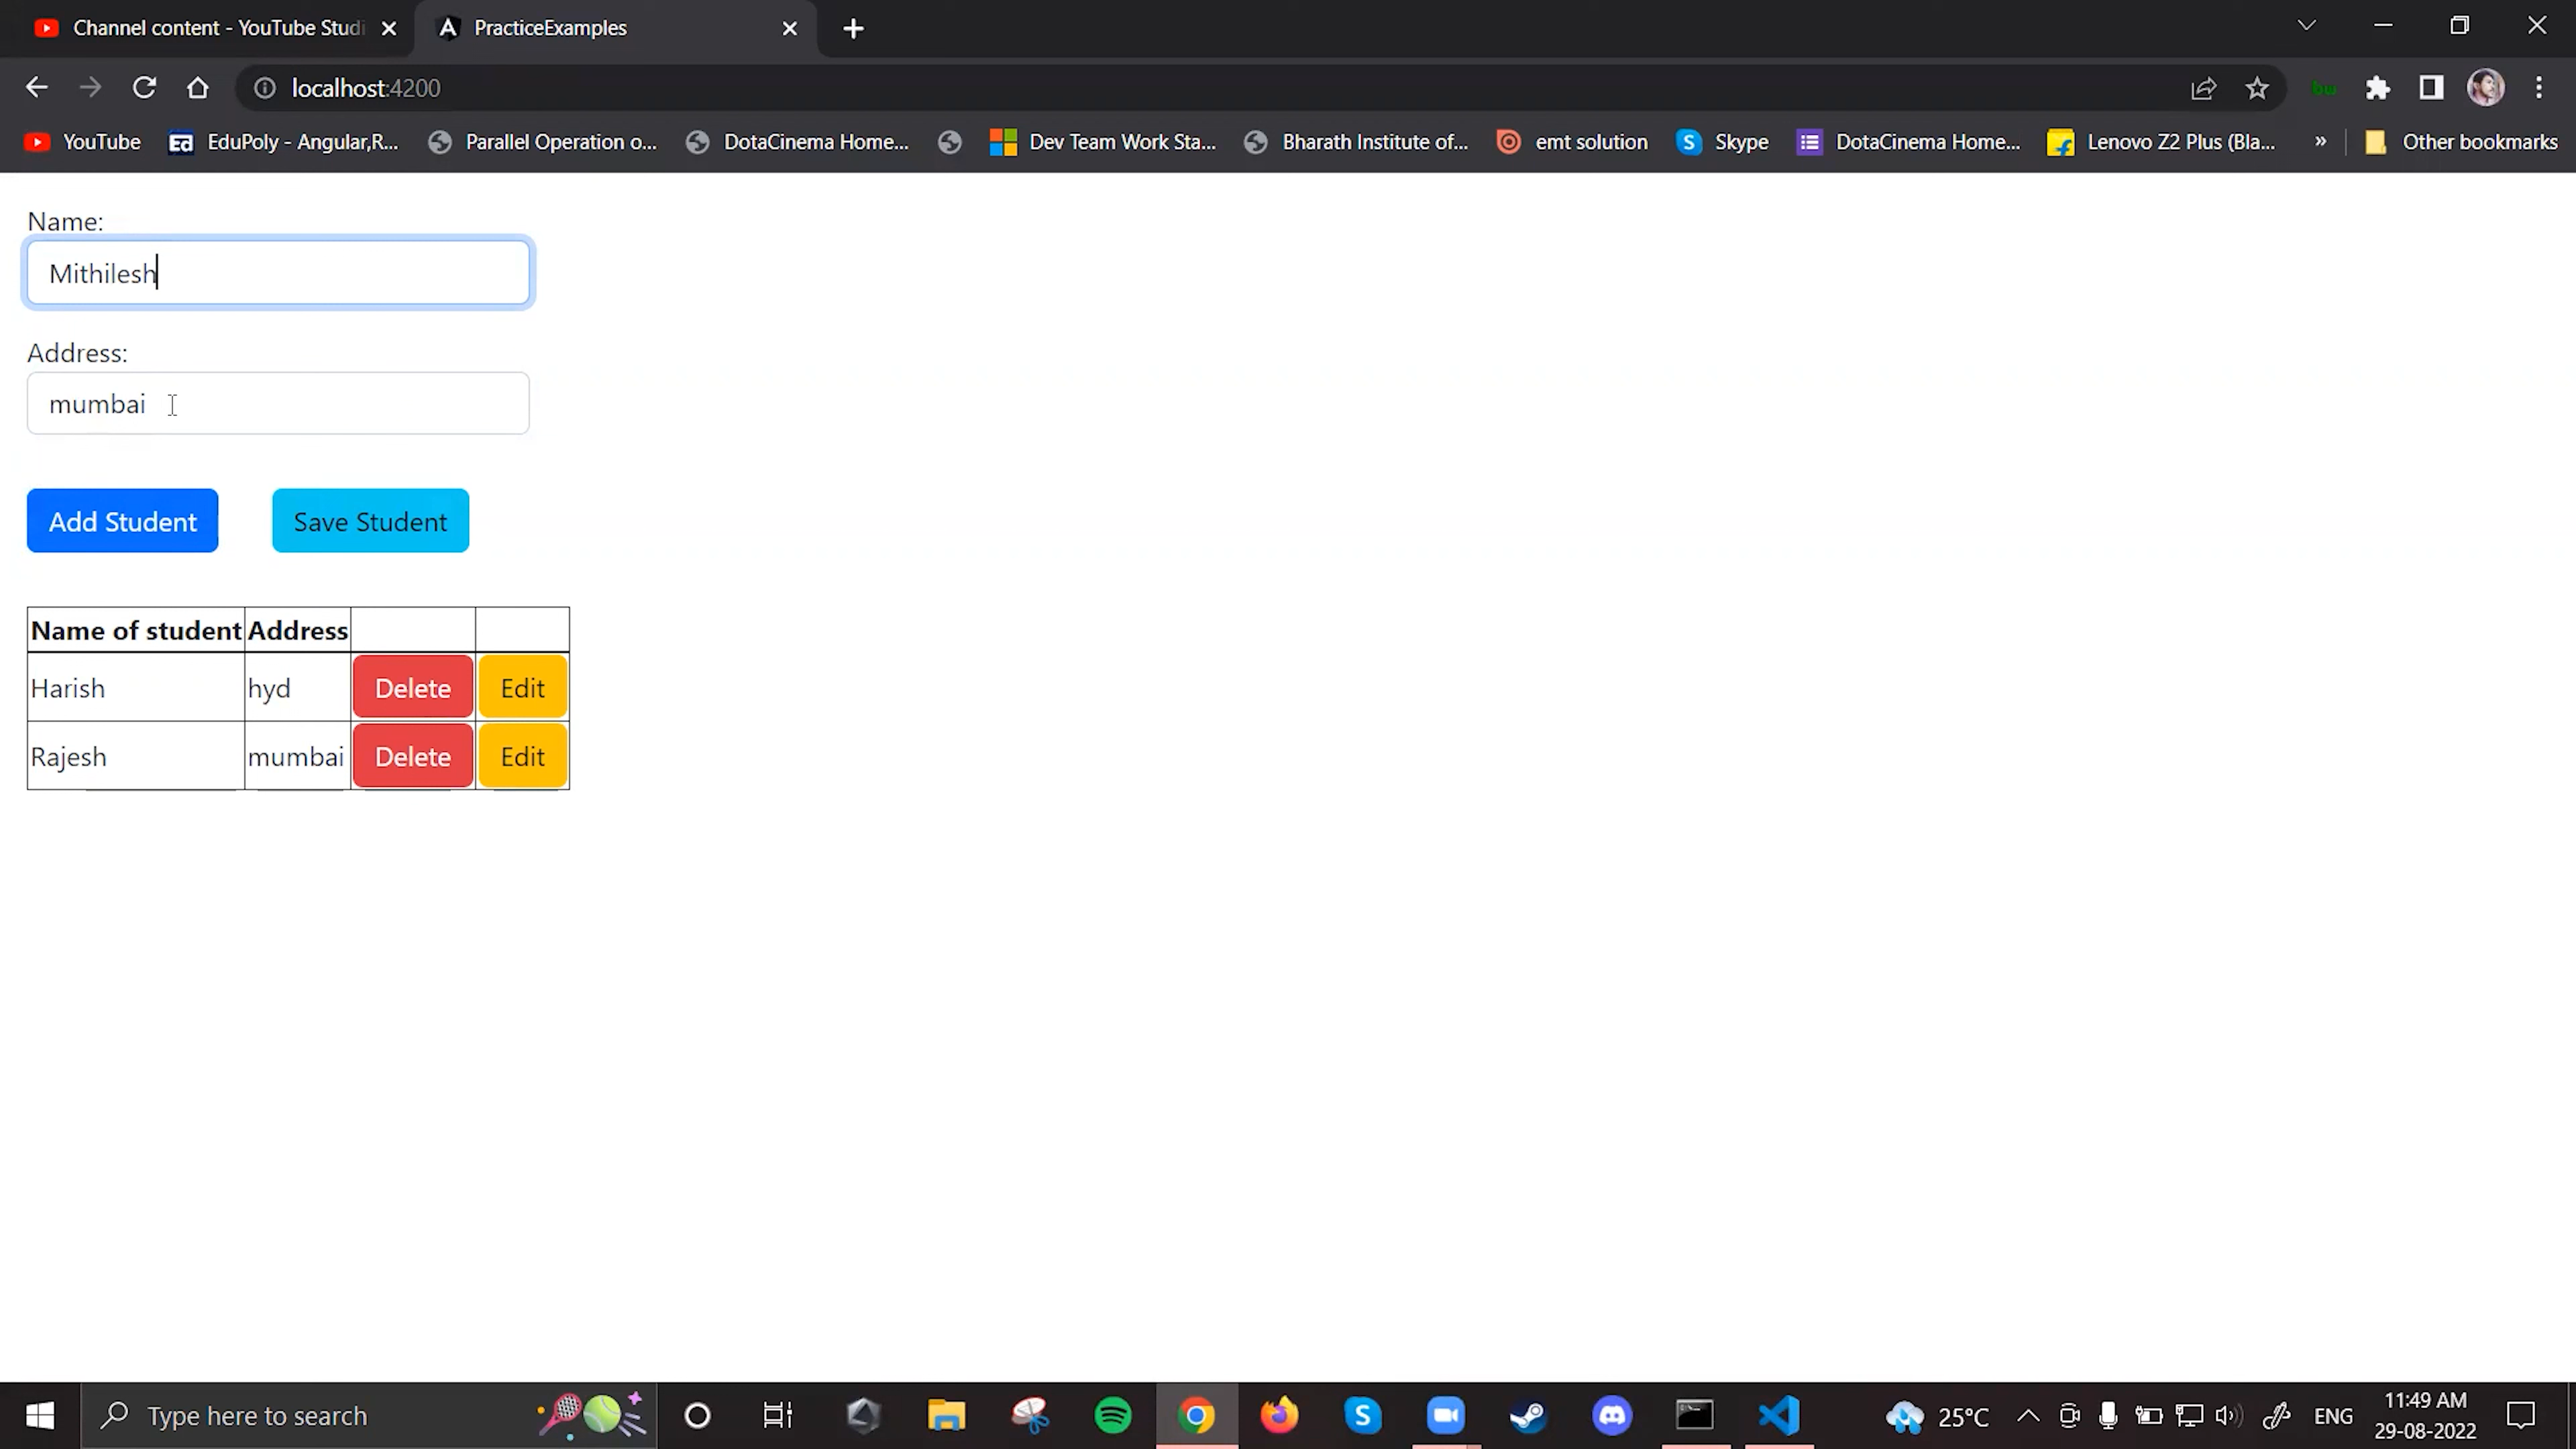 Channel content - YouTube Studi
PracticeExamples
localhost:4200
YouTube
EduPoly - Angular,R...
Parallel Operation o...
DotaCinema Home...
Dev Team Work Sta...
Bharath Institute of...
emt solution
Skype
DotaCinema Home...
Lenovo Z2 Plus (Bla...
»
Other bookmarks
Name:
Mithilesh
Address:
mumbai
Add Student
Save Student
Name of student Address
Harish hyd Delete Edit
Rajesh mumbai Delete Edit
Type here to search
25°C
ENG
11:49 AM
29-08-2022